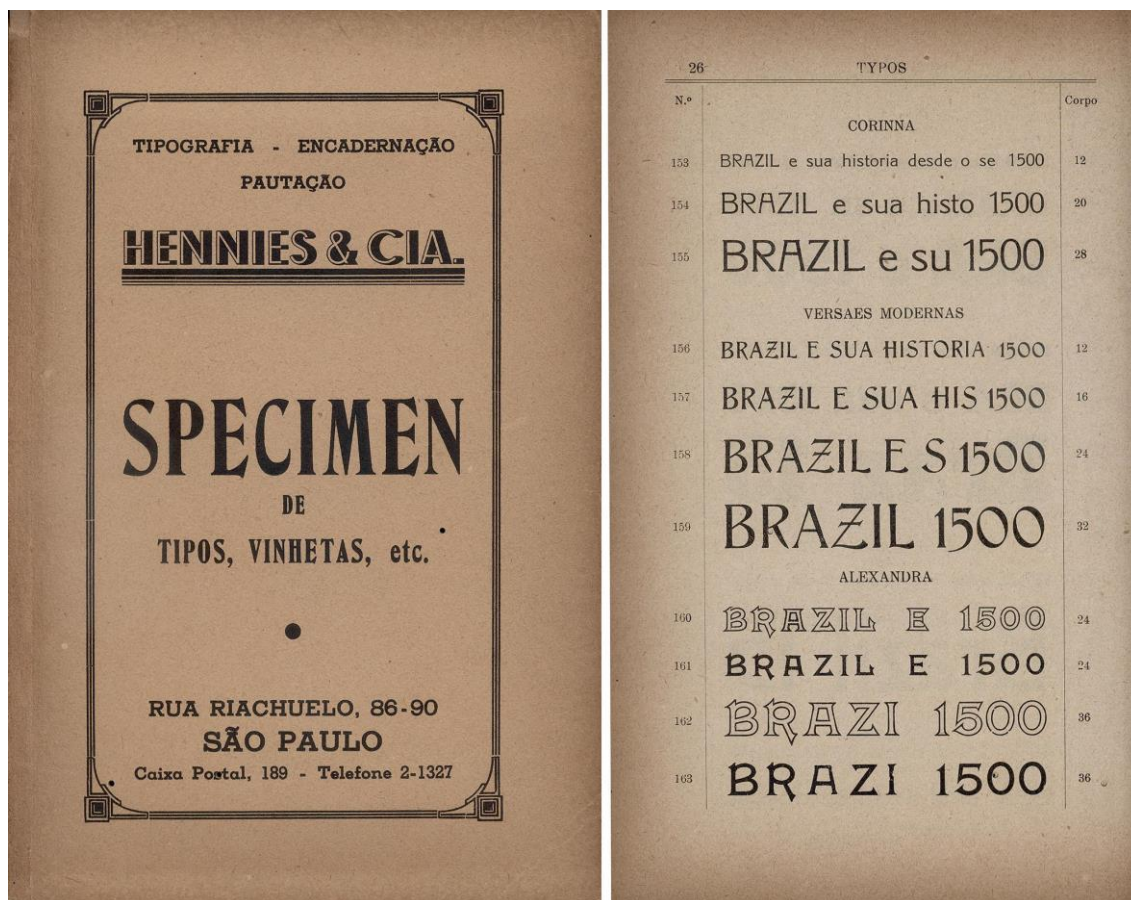 TIPOGRAFIA - ENCADERNAÇÃO
PAUTAÇÃO
HENNIES & CIA.
SPECIMEN
DE
TIPOS, VINHETAS, etc.
RUA RIACHUELO, 86-90
SÃO PAULO
Caixa Postal, 189 - Telefone 2-1327
26 TYPOS
N.º Corpo
CORINNA
153 BRAZIL e sua historia desde o se 1500 12
154 BRAZIL e sua histo 1500 20
155 BRAZIL e su 1500 28
VERSAES MODERNAS
156 BRAZIL E SUA HISTORIA 1500 12
157 BRAZIL E SUA HIS 1500 16
158 BRAZIL E S 1500 24
159 BRAZIL 1500 32
ALEXANDRA
160 BRAZIL E 1500 24
161 BRAZIL E 1500 24
162 BRAZI 1500 36
163 BRAZI 1500 36